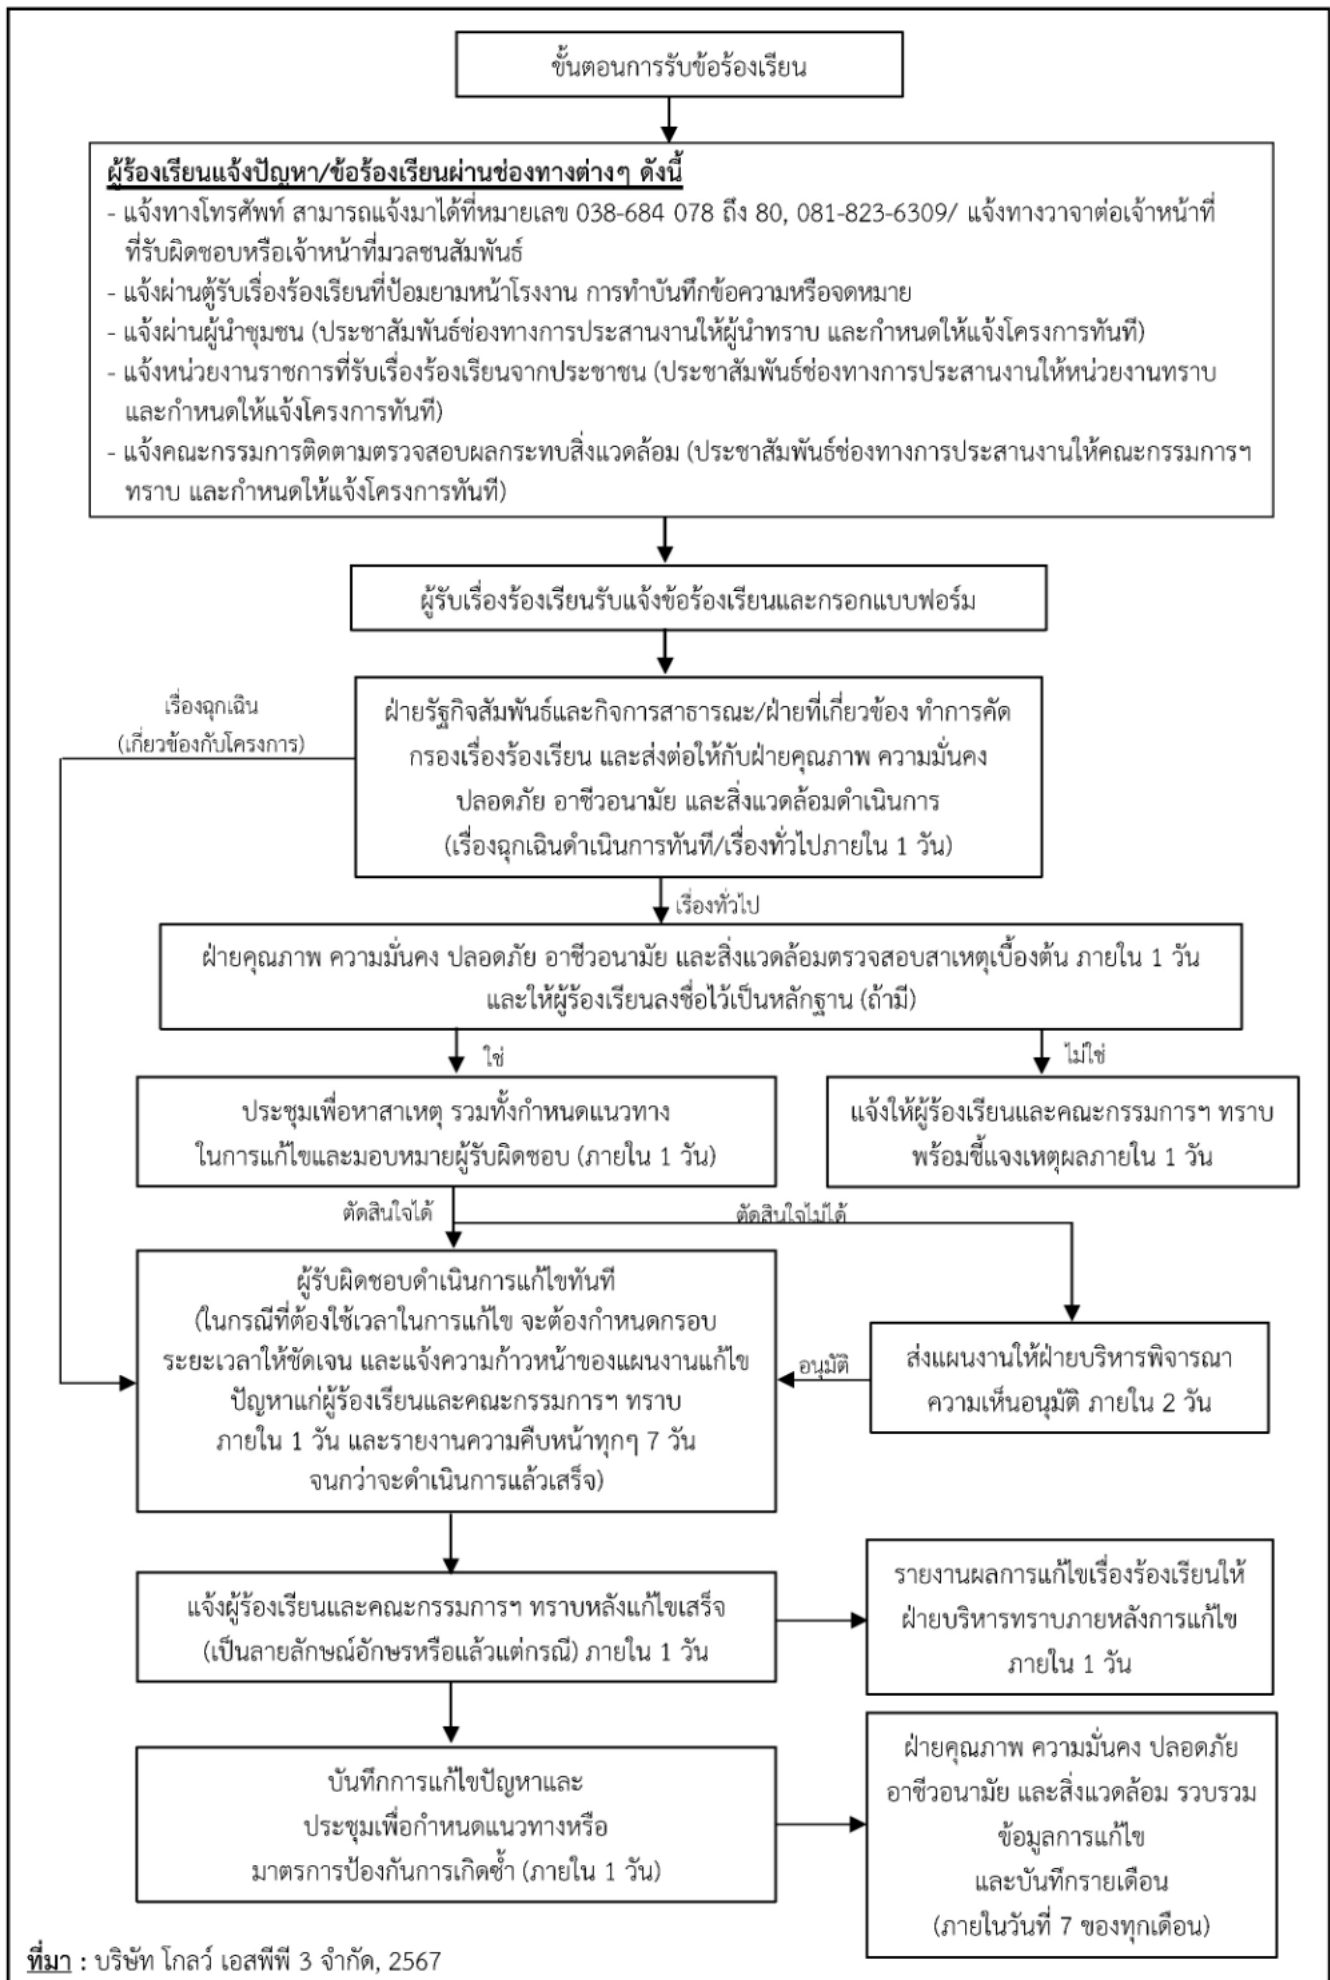 ขั้นตอนการรับข้อร้องเรียน
ผู้ร้องเรียนแจ้งปัญหา/ข้อร้องเรียนผ่านช่องทางต่างๆ ดังนี้
- แจ้งทางโทรศัพท์ สามารถแจ้งมาได้ที่หมายเลข 038-684 078 ถึง 80, 081-823-6309/ แจ้งทางวาจาต่อเจ้าหน้าที่
ที่รับผิดชอบหรือเจ้าหน้าที่มวลชนสัมพันธ์
- แจ้งผ่านตู้รับเรื่องร้องเรียนที่ป้อมยามหน้าโรงงาน การทำบันทึกข้อความหรือจดหมาย
- แจ้งผ่านผู้นำชุมชน (ประชาสัมพันธ์ช่องทางการประสานงานให้ผู้นำทราบ และกำหนดให้แจ้งโครงการทันที)
- แจ้งหน่วยงานราชการที่รับเรื่องร้องเรียนจากประชาชน (ประชาสัมพันธ์ช่องทางการประสานงานให้หน่วยงานทราบ
และกำหนดให้แจ้งโครงการทันที)
- แจ้งคณะกรรมการติดตามตรวจสอบผลกระทบสิ่งแวดล้อม (ประชาสัมพันธ์ช่องทางการประสานงานให้คณะกรรมการฯ
ทราบ และกำหนดให้แจ้งโครงการทันที)
ผู้รับเรื่องร้องเรียนรับแจ้งข้อร้องเรียนและกรอกแบบฟอร์ม
เรื่องฉุกเฉิน
(เกี่ยวข้องกับโครงการ)
ฝ่ายรัฐกิจสัมพันธ์และกิจการสาธารณะ/ฝ่ายที่เกี่ยวข้อง ทำการคัด
กรองเรื่องร้องเรียน และส่งต่อให้กับฝ่ายคุณภาพ ความมั่นคง
ปลอดภัย อาชีวอนามัย และสิ่งแวดล้อมดำเนินการ
(เรื่องฉุกเฉินดำเนินการทันที/เรื่องทั่วไปภายใน 1 วัน)
เรื่องทั่วไป
ฝ่ายคุณภาพ ความมั่นคง ปลอดภัย อาชีวอนามัย และสิ่งแวดล้อมตรวจสอบสาเหตุเบื้องต้น ภายใน 1 วัน
และให้ผู้ร้องเรียนลงชื่อไว้เป็นหลักฐาน (ถ้ามี)
ใช่
ไม่ใช่
ประชุมเพื่อหาสาเหตุ รวมทั้งกำหนดแนวทาง
ในการแก้ไขและมอบหมายผู้รับผิดชอบ (ภายใน 1 วัน)
แจ้งให้ผู้ร้องเรียนและคณะกรรมการฯ ทราบ
พร้อมชี้แจงเหตุผลภายใน 1 วัน
ตัดสินใจได้
ตัดสินใจไม่ได้
ผู้รับผิดชอบดำเนินการแก้ไขทันที
(ในกรณีที่ต้องใช้เวลาในการแก้ไข จะต้องกำหนดกรอบ
ระยะเวลาให้ชัดเจน และแจ้งความก้าวหน้าของแผนงานแก้ไข
ปัญหาแก่ผู้ร้องเรียนและคณะกรรมการฯ ทราบ
ภายใน 1 วัน และรายงานความคืบหน้าทุกๆ 7 วัน
จนกว่าจะดำเนินการแล้วเสร็จ)
อนุมัติ
ส่งแผนงานให้ฝ่ายบริหารพิจารณา
ความเห็นอนุมัติ ภายใน 2 วัน
แจ้งผู้ร้องเรียนและคณะกรรมการฯ ทราบหลังแก้ไขเสร็จ
(เป็นลายลักษณ์อักษรหรือแล้วแต่กรณี) ภายใน 1 วัน
รายงานผลการแก้ไขเรื่องร้องเรียนให้
ฝ่ายบริหารทราบภายหลังการแก้ไข
ภายใน 1 วัน
บันทึกการแก้ไขปัญหาและ
ประชุมเพื่อกำหนดแนวทางหรือ
มาตรการป้องกันการเกิดซ้ำ (ภายใน 1 วัน)
ฝ่ายคุณภาพ ความมั่นคง ปลอดภัย
อาชีวอนามัย และสิ่งแวดล้อม รวบรวม
ข้อมูลการแก้ไข
และบันทึกรายเดือน
(ภายในวันที่ 7 ของทุกเดือน)
ที่มา : บริษัท โกลว์ เอสพีพี 3 จำกัด, 2567